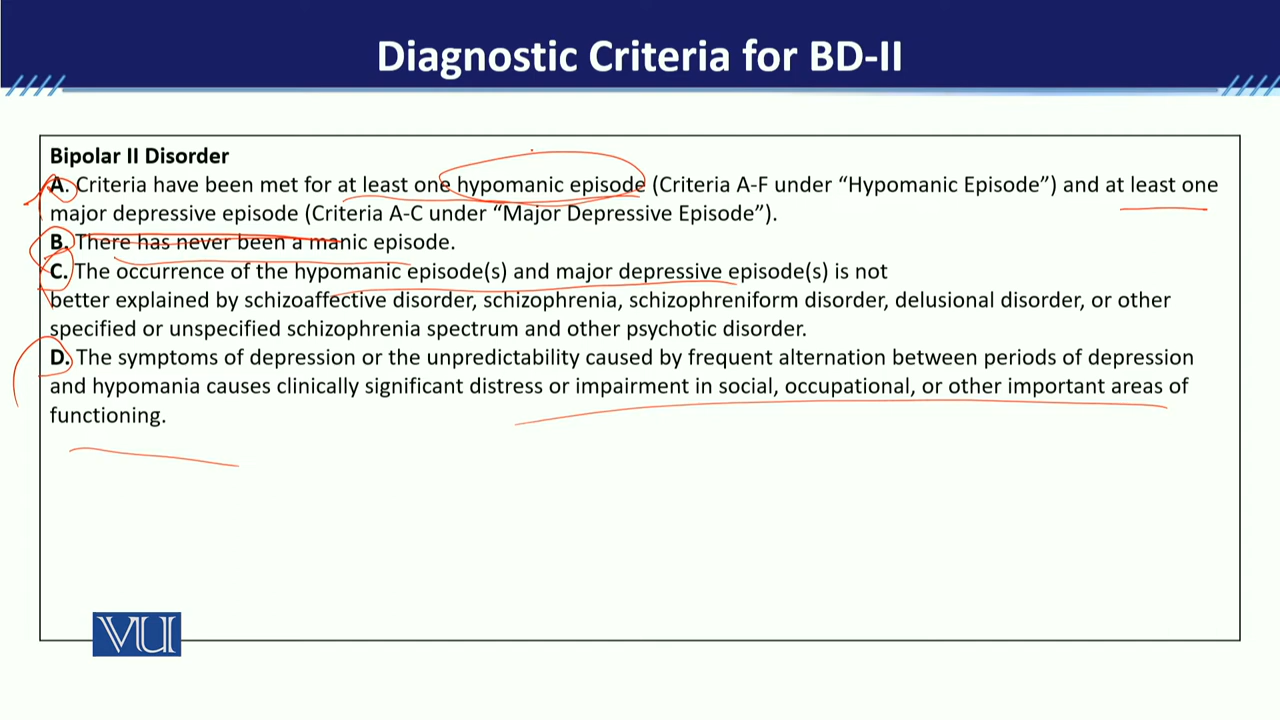 Diagnostic Criteria for BD-II
Bipolar II Disorder
A. Criteria have been met for at least one hypomanic episode (Criteria A-F under “Hypomanic Episode”) and at least one
major depressive episode (Criteria A-C under “Major Depressive Episode”).
B. There has never been a manic episode.
C. The occurrence of the hypomanic episode(s) and major depressive episode(s) is not
better explained by schizoaffective disorder, schizophrenia, schizophreniform disorder, delusional disorder, or other
specified or unspecified schizophrenia spectrum and other psychotic disorder.
D. The symptoms of depression or the unpredictability caused by frequent alternation between periods of depression
and hypomania causes clinically significant distress or impairment in social, occupational, or other important areas of
functioning.
VU